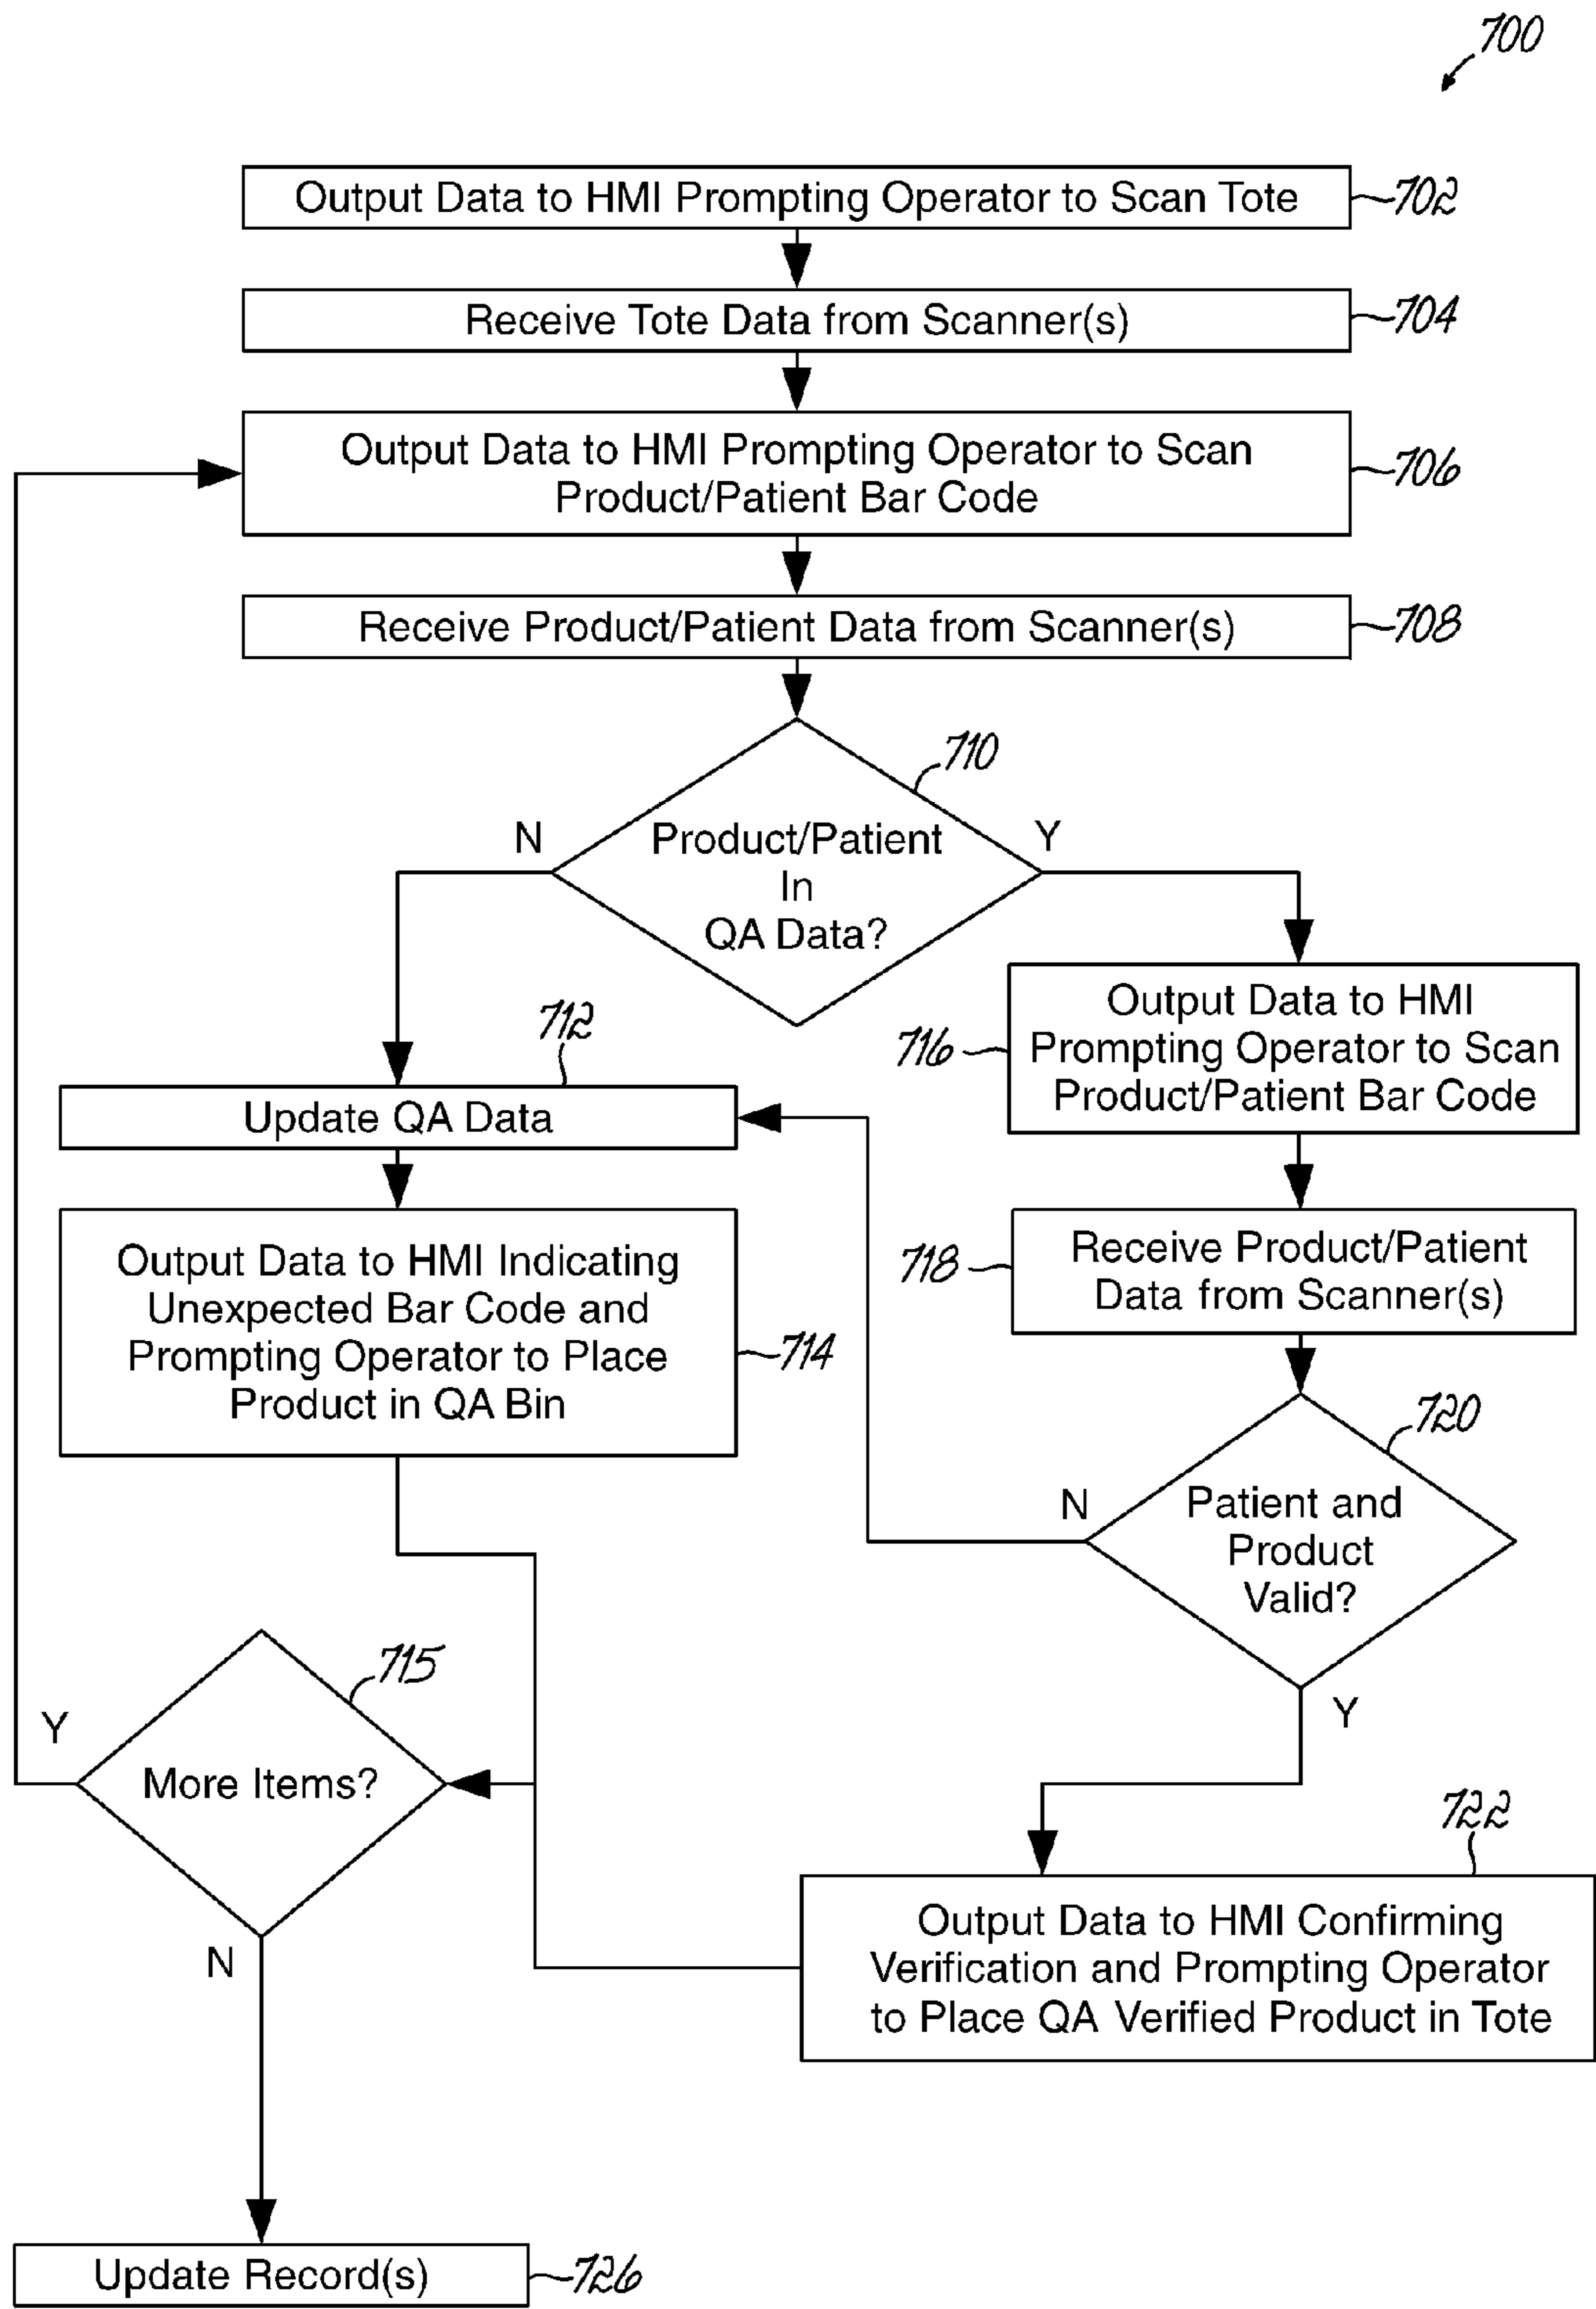 700
Output Data to HMI Prompting Operator to Scan Tote
702
Receive Tote Data from Scanner(s)
704
Output Data to HMI Prompting Operator to Scan
Product/Patient Bar Code
706
Receive Product/Patient Data from Scanner(s)
708
710
N
Product/Patient
In
QA Data?
Y
712
Update QA Data
716
Output Data to HMI
Prompting Operator to Scan
Product/Patient Bar Code
Output Data to HMI Indicating
Unexpected Bar Code and
Prompting Operator to Place
Product in QA Bin
714
718
Receive Product/Patient
Data from Scanner(s)
720
N
Patient and
Product
Valid?
Y
715
Y
More Items?
N
722
Output Data to HMI Confirming
Verification and Prompting Operator
to Place QA Verified Product in Tote
Update Record(s)
726